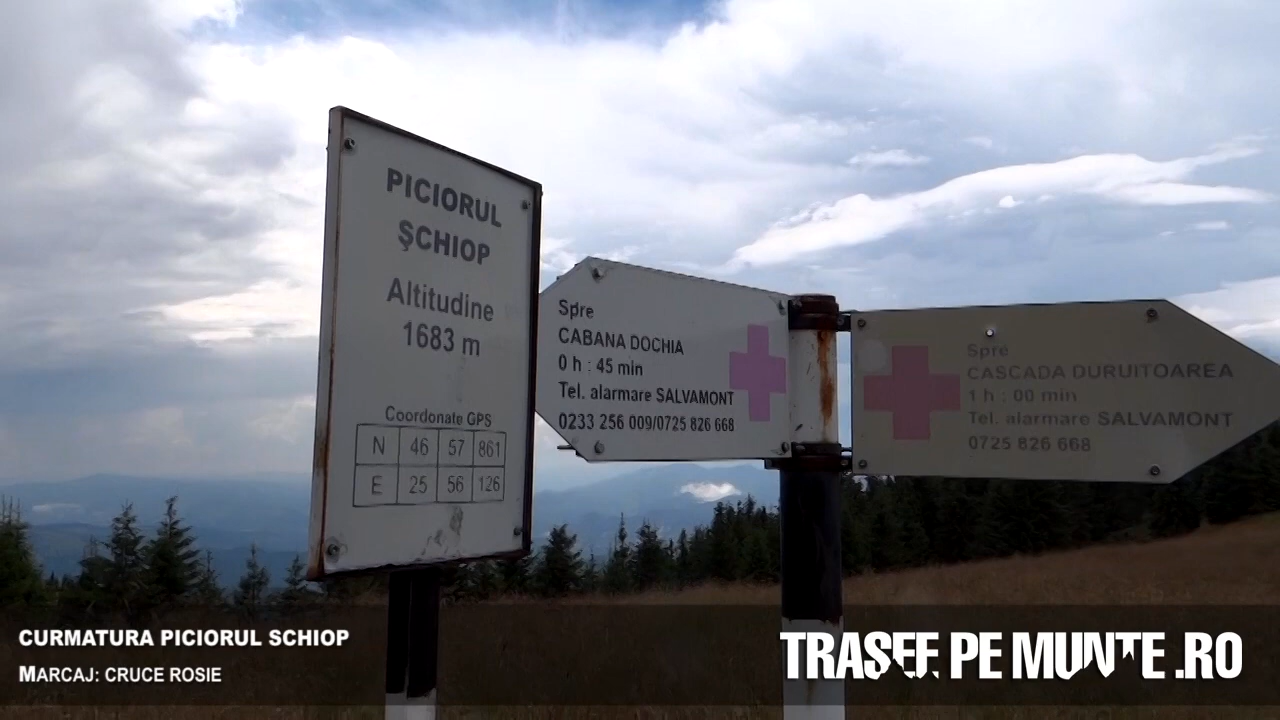 PICIORUL
ŞCHIOP
Altitudine
1683 m
Coordonate GPS
N 46 57 861
E 25 56 126
Spre
CABANA DOCHIA
0 h : 45 min
Tel. alarmare SALVAMONT
0233 256 009/0725 826 668
Spre
CASCADA DURUITOAREA
1 h : 00 min
Tel. alarmare SALVAMONT
0725 826 668
CURMATURA PICIORUL SCHIOP
MARCAJ: CRUCE ROSIE
TRASEE PE MUNTE .RO